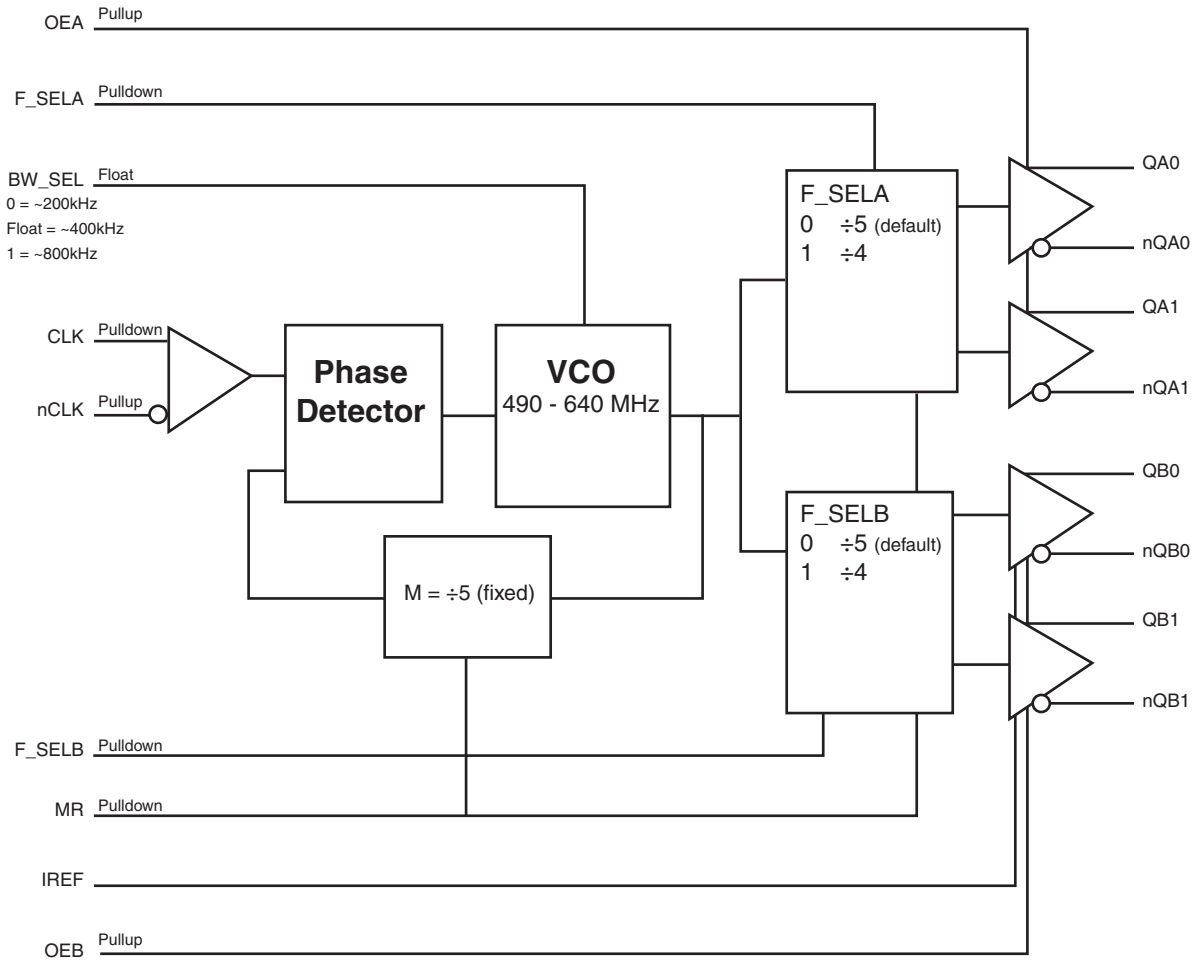 OEA Pullup
F_SELA Pulldown
BW_SEL Float
0 = ~200kHz
Float = ~400kHz
1 = ~800kHz
CLK Pulldown
nCLK Pullup
Phase
Detector
VCO
490 - 640 MHz
M = ÷5 (fixed)
F_SELA
0 ÷5 (default)
1 ÷4
F_SELB
0 ÷5 (default)
1 ÷4
QA0
nQA0
QA1
nQA1
QB0
nQB0
QB1
nQB1
F_SELB Pulldown
MR Pulldown
IREF
OEB Pullup